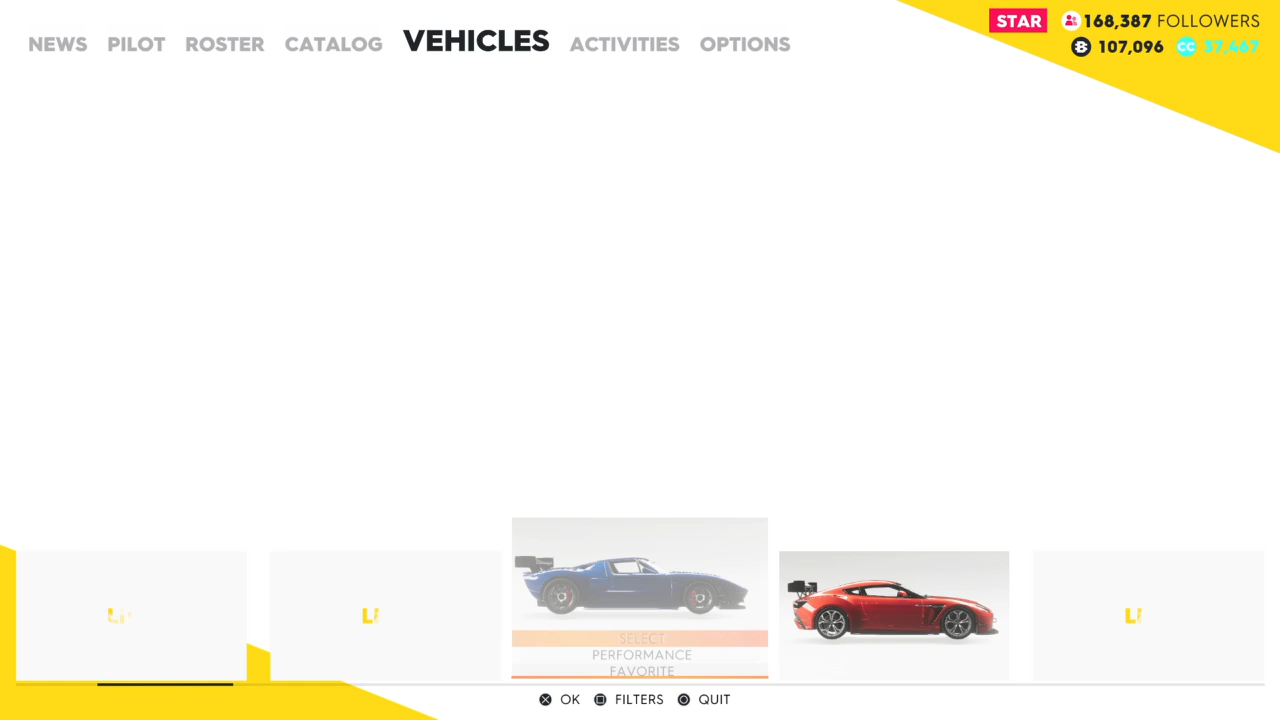 NEWS PILOT ROSTER CATALOG VEHICLES ACTIVITIES OPTIONS
STAR 168,387 FOLLOWERS
107,096 CC 37,467
SELECT
PERFORMANCE
FAVORITE
OK FILTERS QUIT